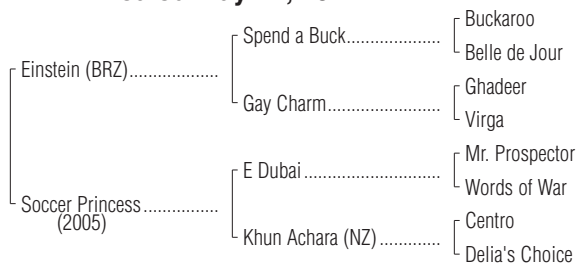 Buckaroo
Spend a Buck
Belle de Jour
Einstein (BRZ)
Ghadeer
Gay Charm
Virga
Mr. Prospector
E Dubai
Words of War
Soccer Princess
(2005)
Centro
Khun Achara (NZ)
Delia's Choice